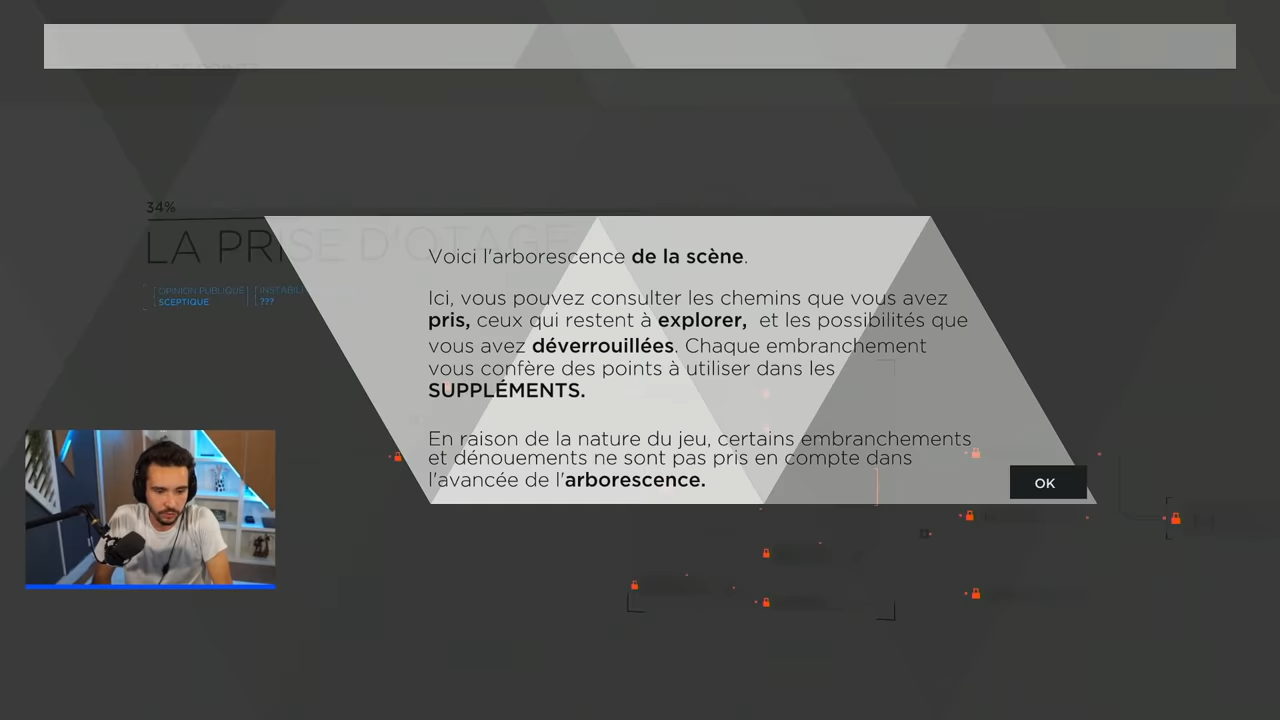 34%
LA PRISE D'OTAGE
OPINION PUBLIQUE
SCEPTIQUE
???
Voici l'arborescence de la scène.
Ici, vous pouvez consulter les chemins que vous avez
pris, ceux qui restent à explorer, et les possibilités que
vous avez déverrouillées. Chaque embranchement
vous confère des points à utiliser dans les
SUPPLÉMENTS.
En raison de la nature du jeu, certains embranchements
et dénouements ne sont pas pris en compte dans
l'avancée de l'arborescence.
OK